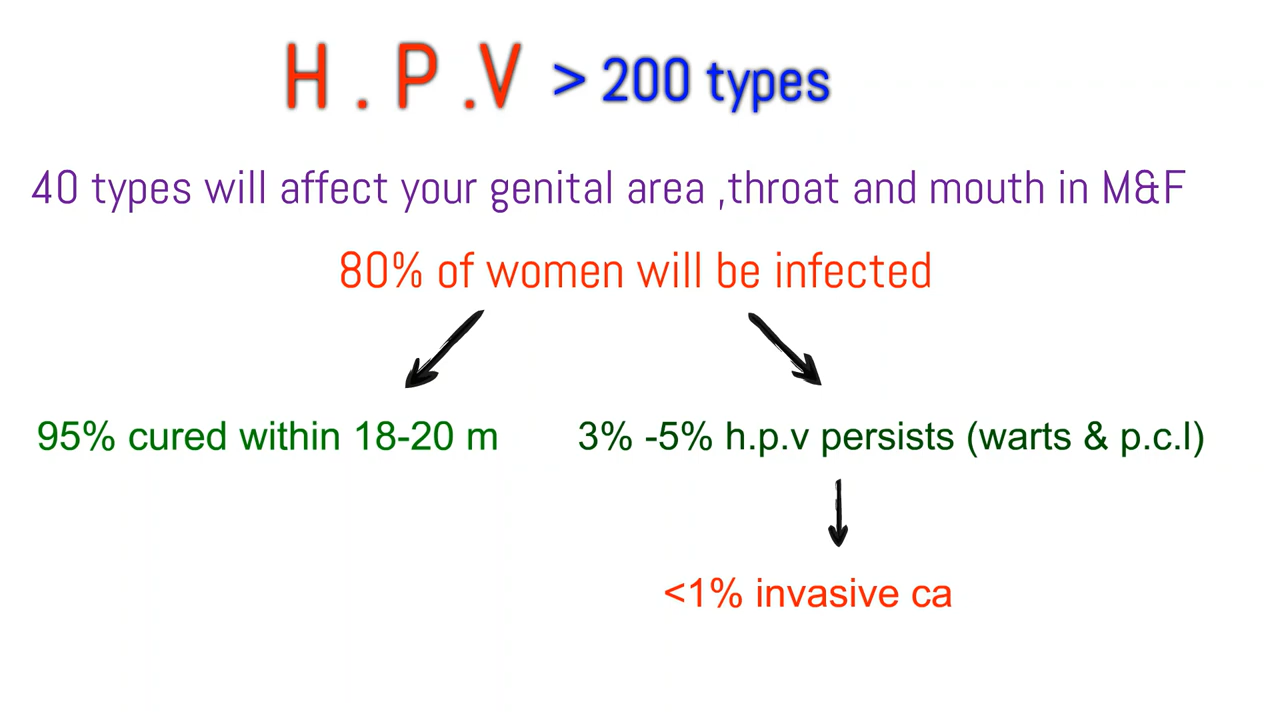 H . P .V > 200 types
40 types will affect your genital area ,throat and mouth in M&F
80% of women will be infected
95% cured within 18-20 m
3% -5% h.p.v persists (warts & p.c.l)
<1% invasive ca